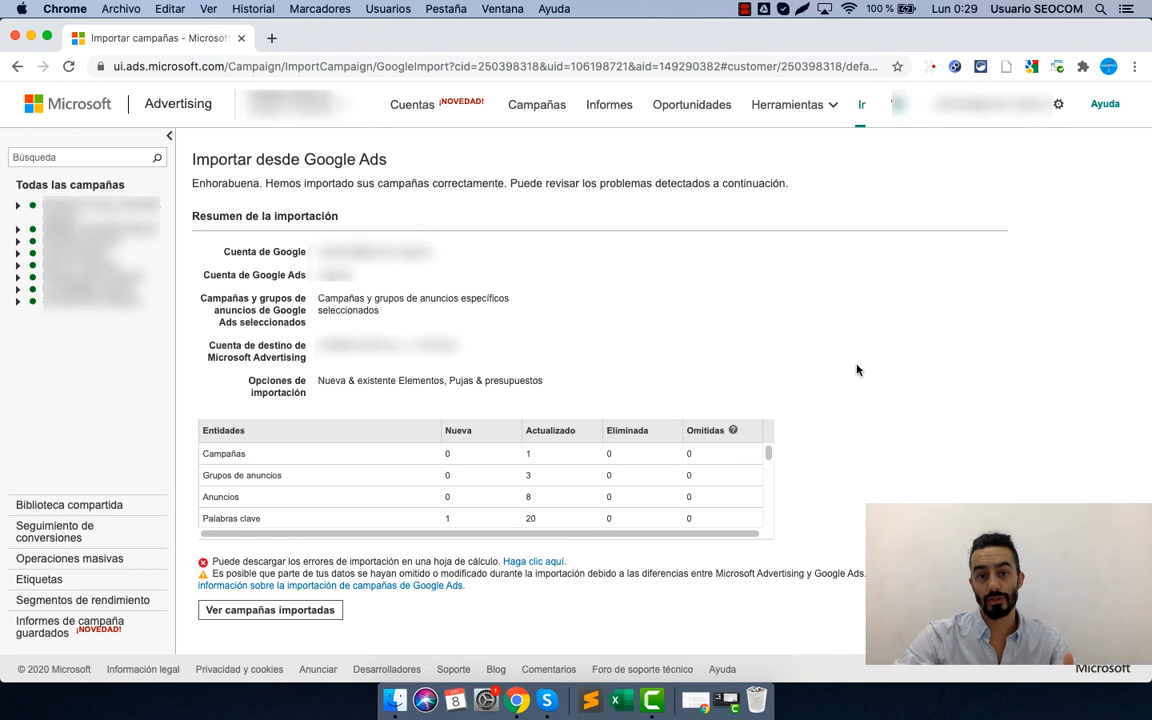 Chrome Archivo Editar Ver Historial Marcadores Usuarios Pestaña Ventana Ayuda 100 % Lun 0:29 Usuario SEOCOM
Importar campañas - Microsoft
ui.ads.microsoft.com/Campaign/ImportCampaign/GoogleImport?cid=250398318&uid=106198721&aid=149290382#customer/250398318/defa...
Microsoft Advertising Cuentas ¡NOVEDAD! Campañas Informes Oportunidades Herramientas Ir Ayuda
Búsqueda
Todas las campañas
Biblioteca compartida
Seguimiento de
conversiones
Operaciones masivas
Etiquetas
Segmentos de rendimiento
Informes de campaña
guardados ¡NOVEDAD!
Importar desde Google Ads
Enhorabuena. Hemos importado sus campañas correctamente. Puede revisar los problemas detectados a continuación.
Resumen de la importación
Cuenta de Google
Cuenta de Google Ads
Campañas y grupos de
anuncios de Google
Ads seleccionados
Campañas y grupos de anuncios específicos
seleccionados
Cuenta de destino de
Microsoft Advertising
Opciones de
importación
Nueva & existente Elementos, Pujas & presupuestos
Entidades Nueva Actualizado Eliminada Omitidas ?
Campañas 0 1 0 0
Grupos de anuncios 0 3 0 0
Anuncios 0 8 0 0
Palabras clave 1 20 0 0
Puede descargar los errores de importación en una hoja de cálculo. Haga clic aquí.
Es posible que parte de tus datos se hayan omitido o modificado durante la importación debido a las diferencias entre Microsoft Advertising y Google Ads.
información sobre la importación de campañas de Google Ads.
Ver campañas importadas
© 2020 Microsoft Información legal Privacidad y cookies Anunciar Desarrolladores Soporte Blog Comentarios Foro de soporte técnico Ayuda
Microsoft
8
1